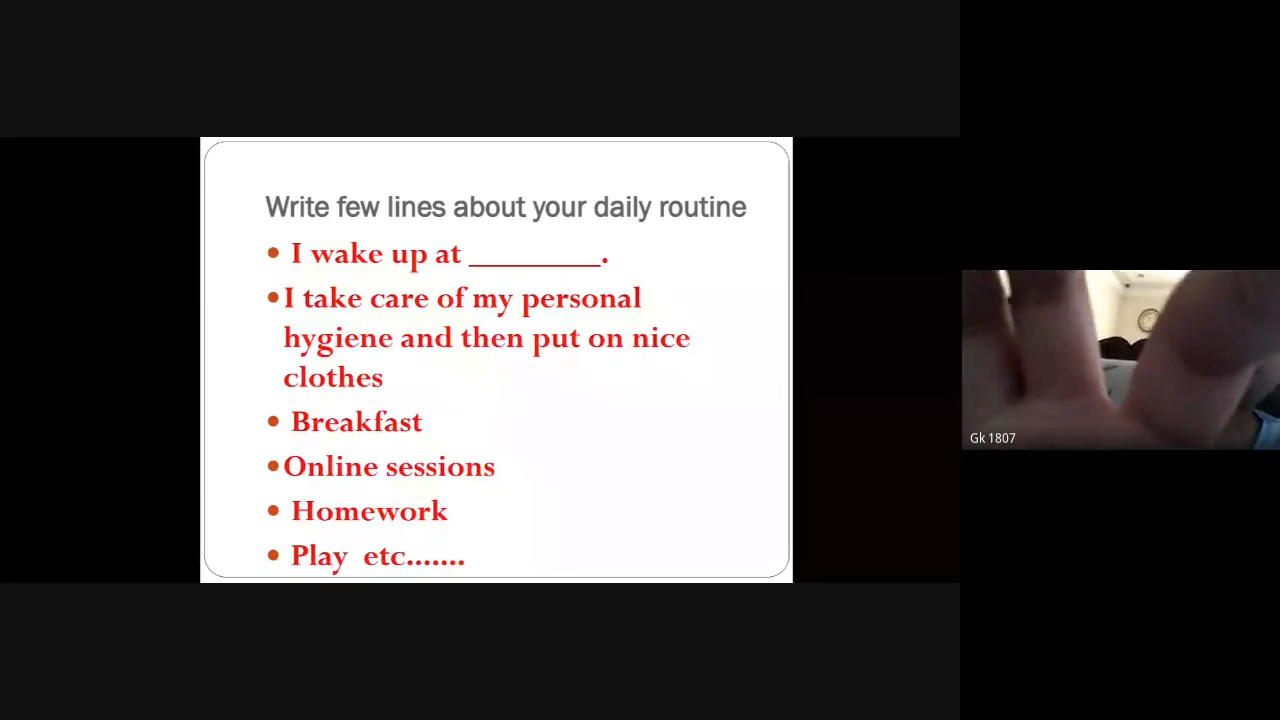 Write few lines about your daily routine
• I wake up at _________.
• I take care of my personal
hygiene and then put on nice
clothes
• Breakfast
• Online sessions
• Homework
• Play etc.......
Gk 1807